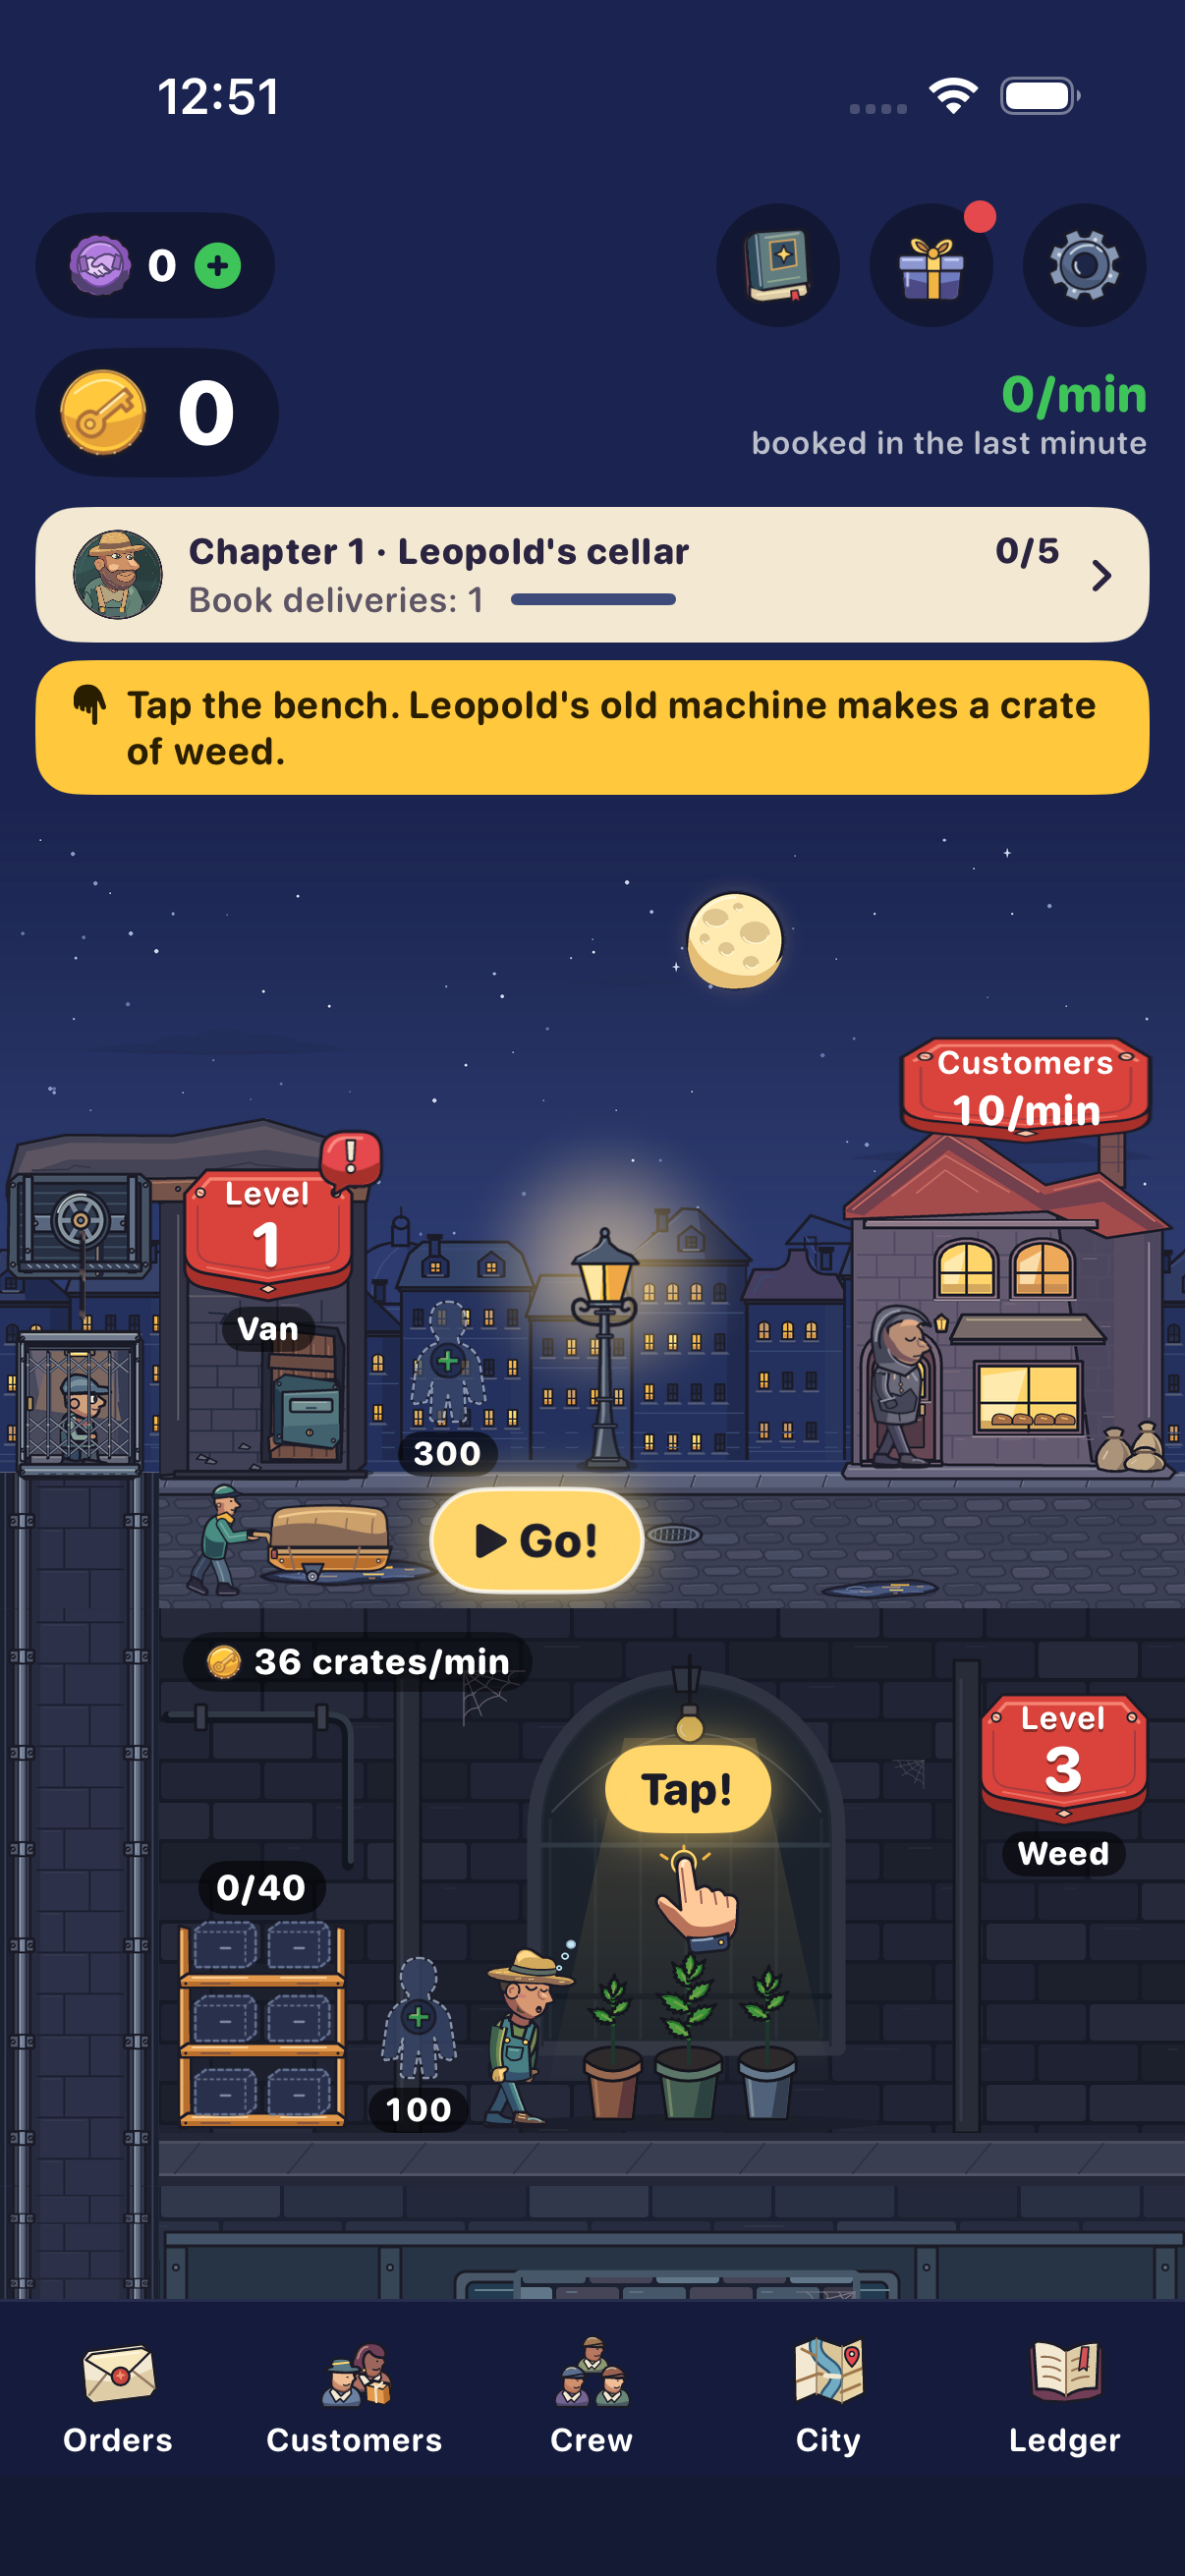 12:51
0
0
0/min
booked in the last minute
Chapter 1 · Leopold's cellar
0/5
Book deliveries: 1
Tap the bench. Leopold's old machine makes a crate
of weed.
Customers
10/min
!
Level
1
Van
300
Go!
36 crates/min
Tap!
Level
3
Weed
0/40
100
Orders
Customers
Crew
City
Ledger